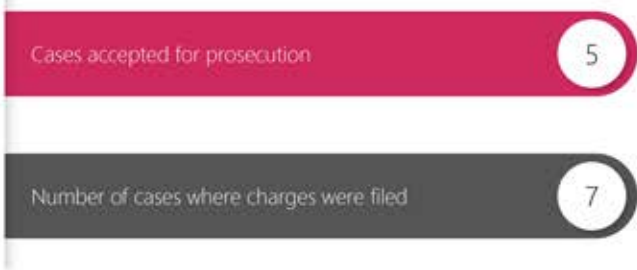 Cases accepted for prosecution 5
Number of cases where charges were filed 7